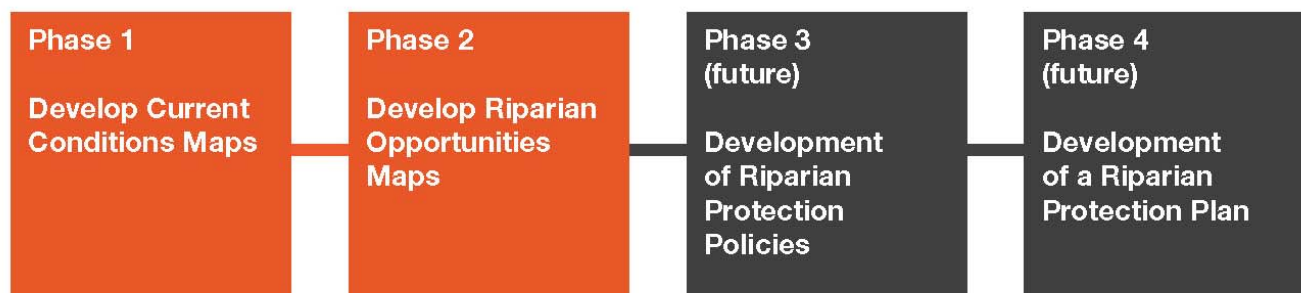 Phase 1
Develop Current
Conditions Maps
Phase 2
Develop Riparian
Opportunities
Maps
Phase 3
(future)
Development
of Riparian
Protection
Policies
Phase 4
(future)
Development
of a Riparian
Protection Plan